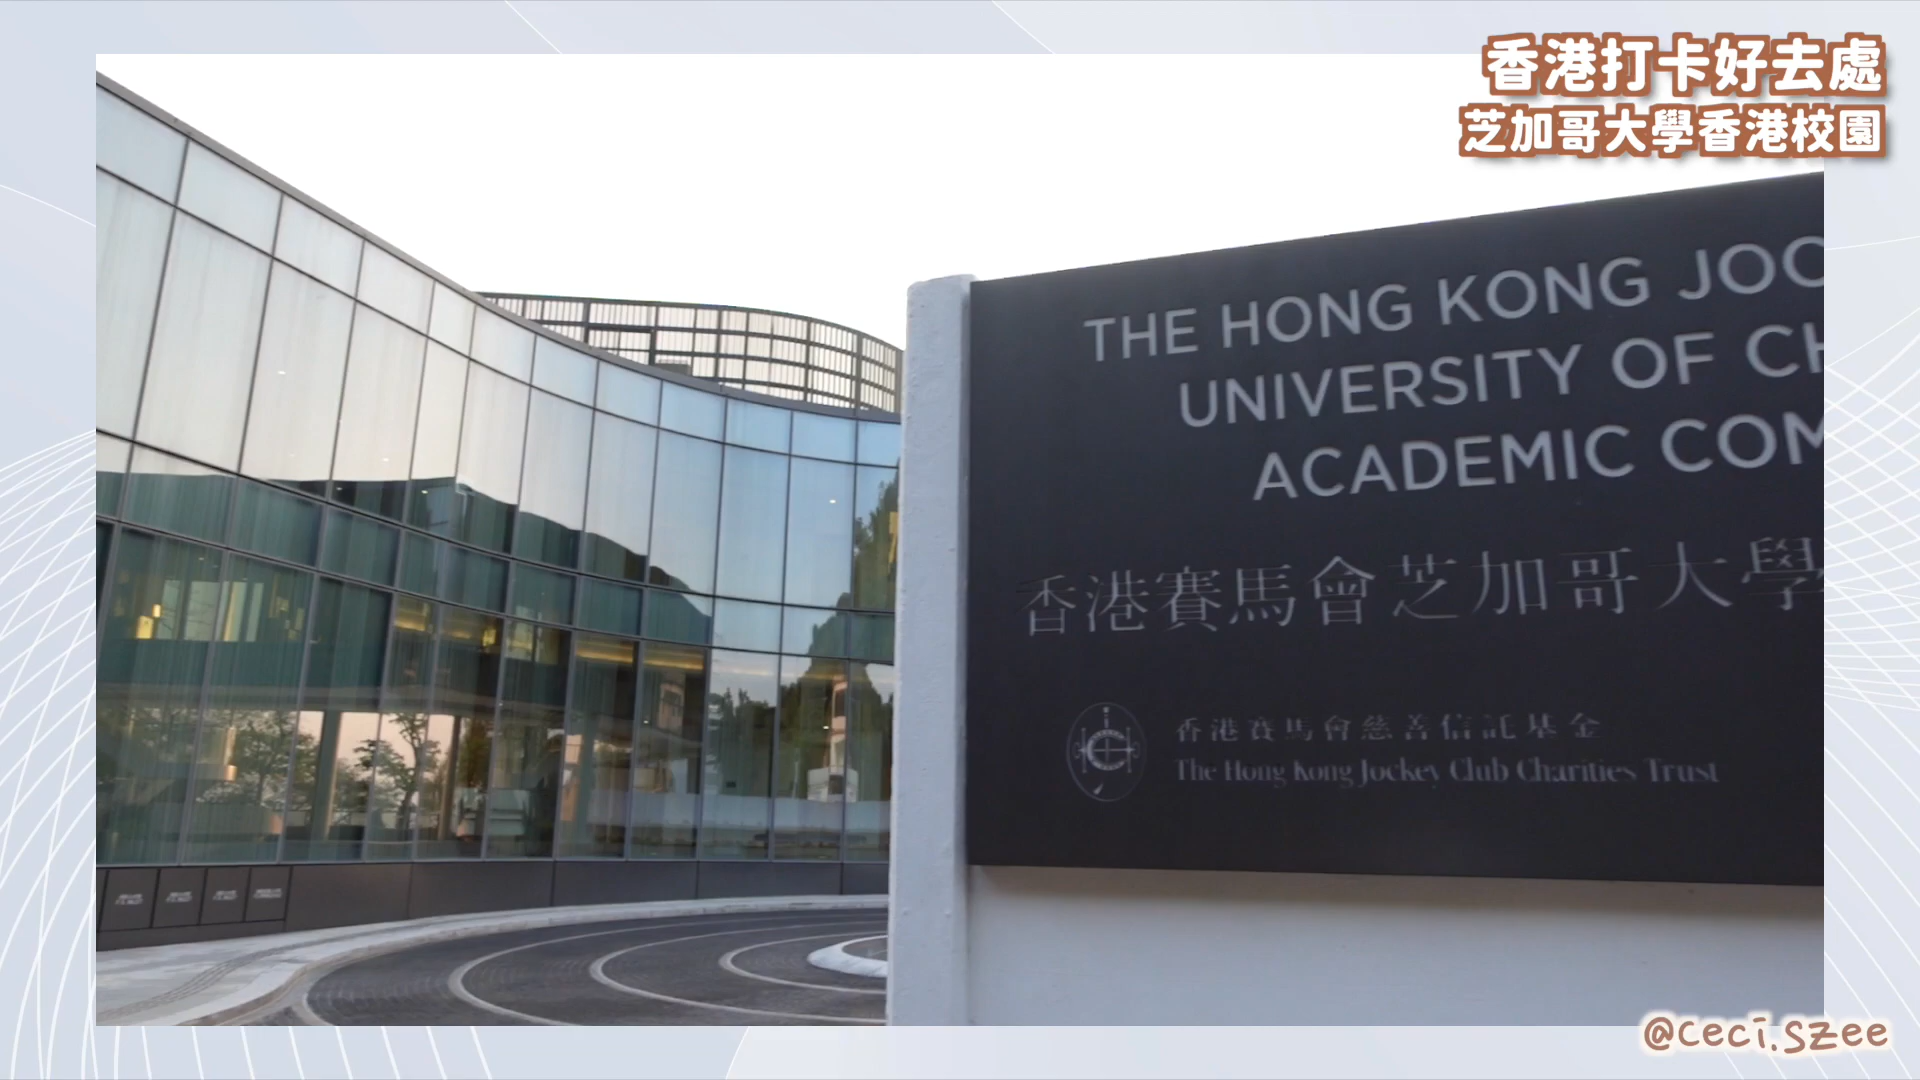 香港打卡好去處
芝加哥大學香港校園
THE HONG KONG JOC
UNIVERSITY OF CH
ACADEMIC COM
香港賽馬會芝加哥大學
香港賽馬會慈善信託基金
The Hong Kong Jockey Club Charities Trust
@ceci.szee